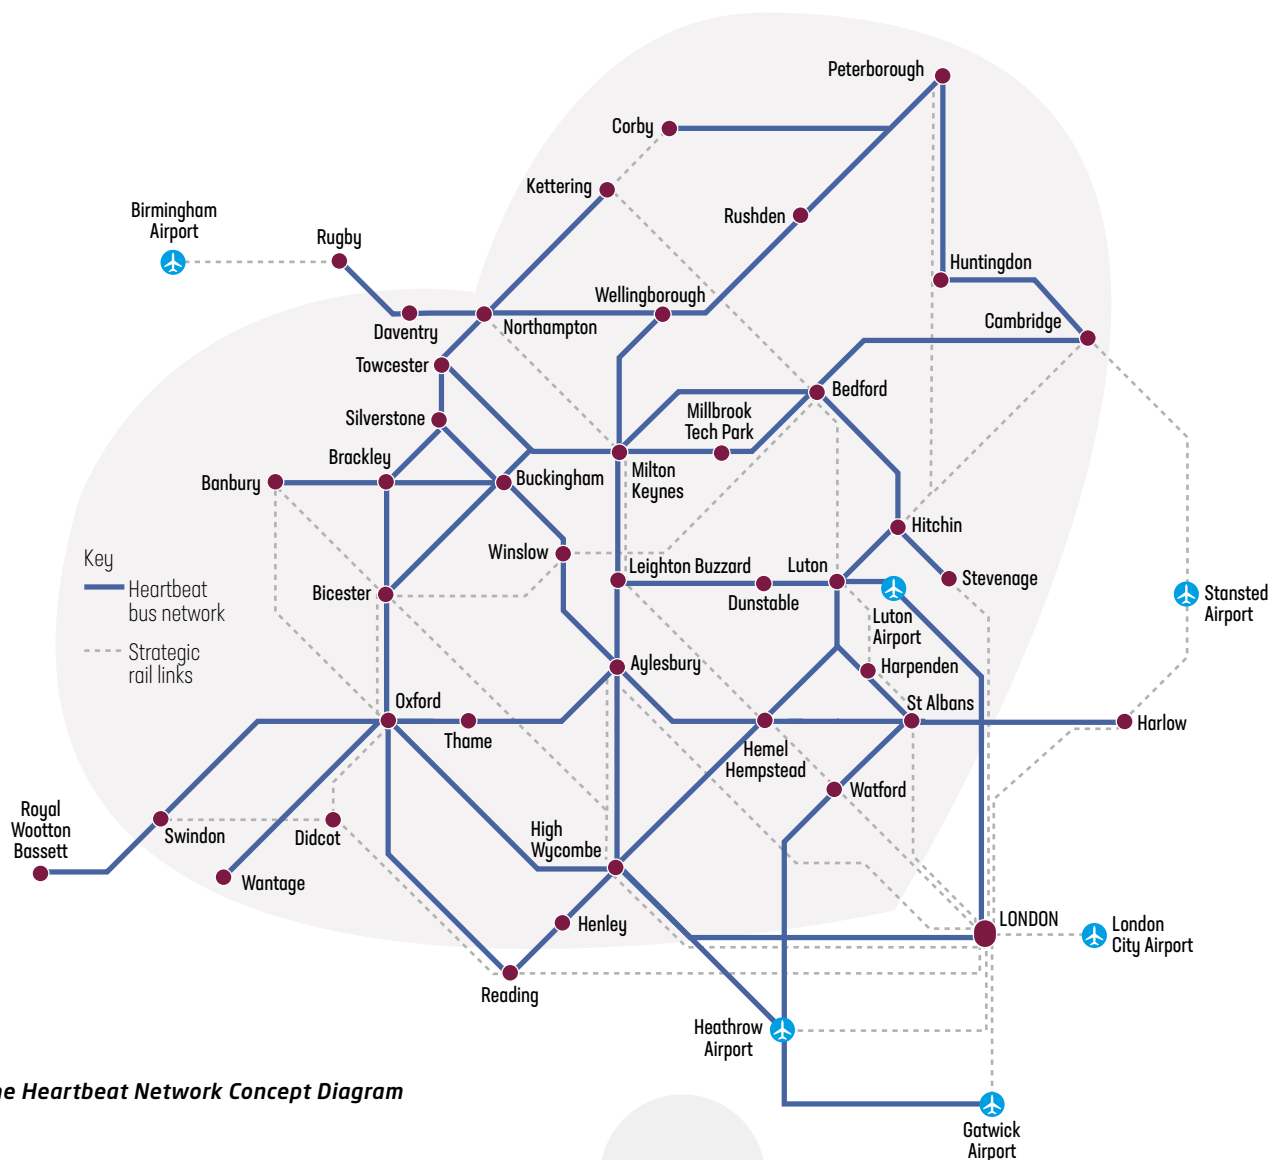 Peterborough
Corby
Kettering
Rushden
Birmingham
Airport
Rugby
Huntingdon
Wellingborough
Daventry
Northampton
Cambridge
Towcester
Bedford
Silverstone
Millbrook
Tech Park
Brackley
Banbury
Buckingham
Milton
Keynes
Hitchin
Winslow
Key
Heartbeat
bus network
Strategic
rail links
Bicester
Leighton Buzzard
Dunstable
Luton
Stevenage
Luton
Airport
Stansted
Airport
Aylesbury
Harpenden
Oxford
Thame
St Albans
Hemel
Hempstead
Harlow
Watford
Royal
Wootton
Bassett
Swindon
Didcot
High
Wycombe
Wantage
Henley
LONDON
London
City Airport
Reading
Heathrow
Airport
ne Heartbeat Network Concept Diagram
Gatwick
Airport